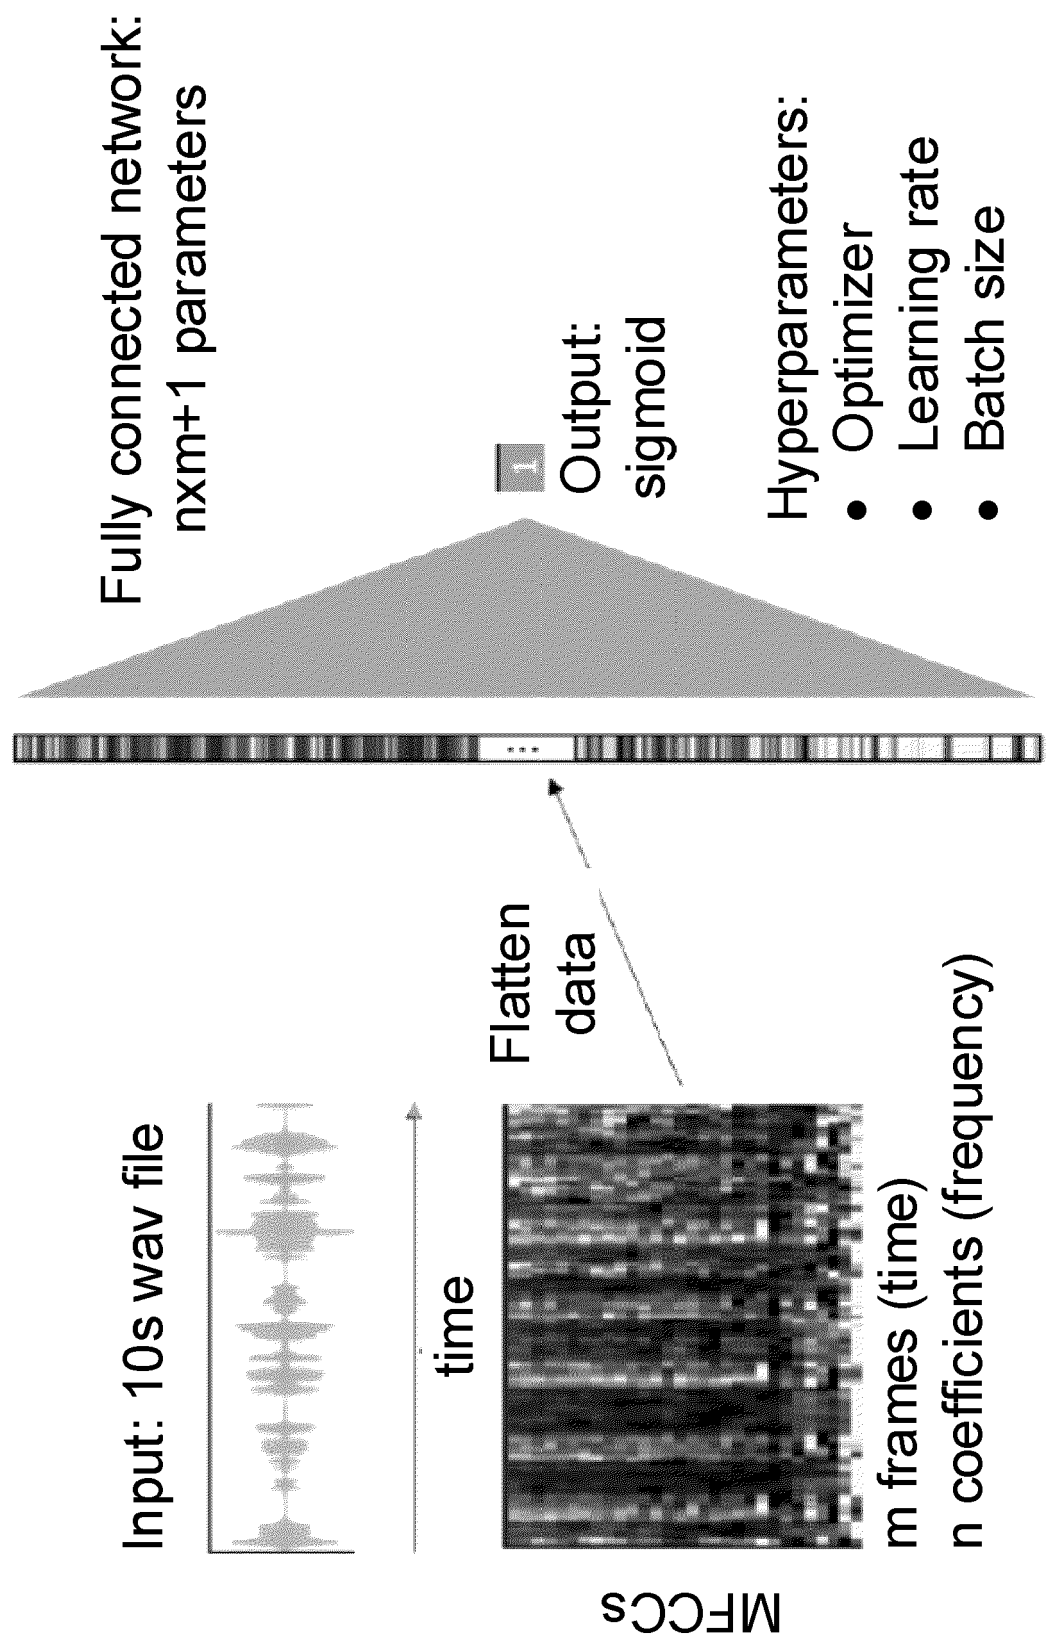 Input: 10s wav file
time
MFCCs
m frames (time)
n coefficients (frequency)
Flatten
data
...
Fully connected network:
nxm+1 parameters
1
Output:
sigmoid
Hyperparameters:
● Optimizer
● Learning rate
● Batch size